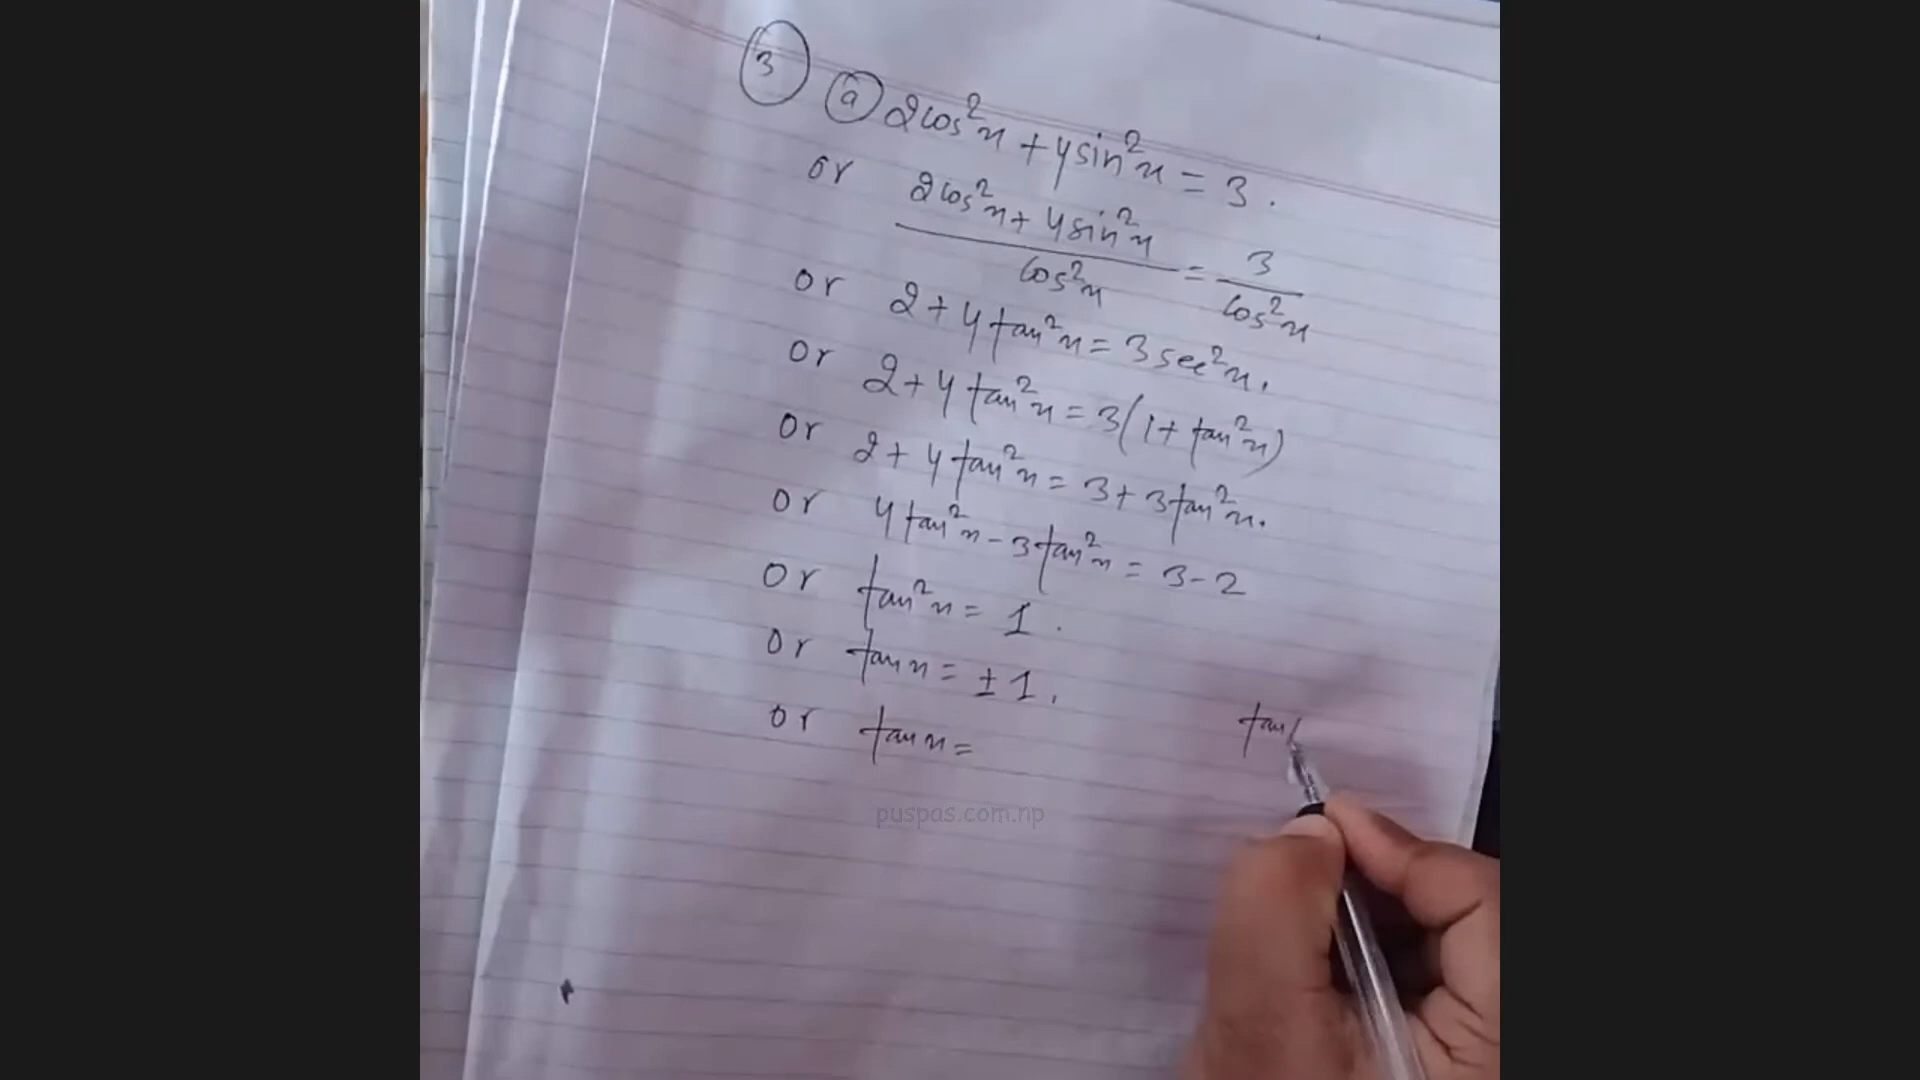 3 a 2cos²x + 4sin²x = 3.
or (2cos²x + 4sin²x)/cos²x = 3/cos²x
or 2 + 4tan²x = 3sec²x.
or 2 + 4tan²x = 3(1 + tan²x)
or 2 + 4tan²x = 3 + 3tan²x.
or 4tan²x - 3tan²x = 3 - 2
or tan²x = 1.
or tan x = ± 1.
or tan x = tan(
puspas.com.np